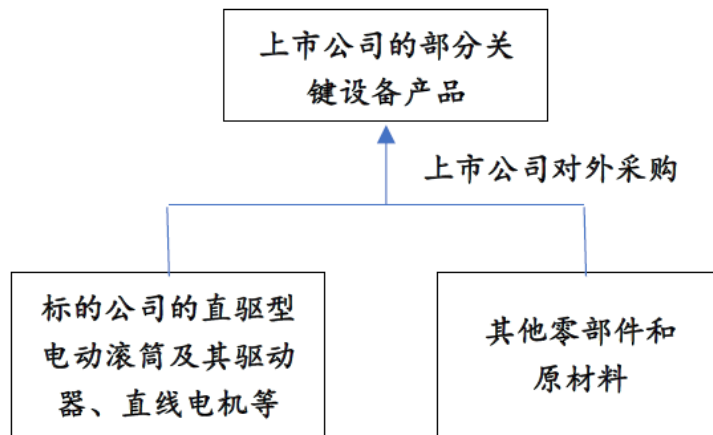 上市公司的部分关
键设备产品
上市公司对外采购
标的公司的直驱型
电动滚筒及其驱动
器、直线电机等
其他零部件和
原材料